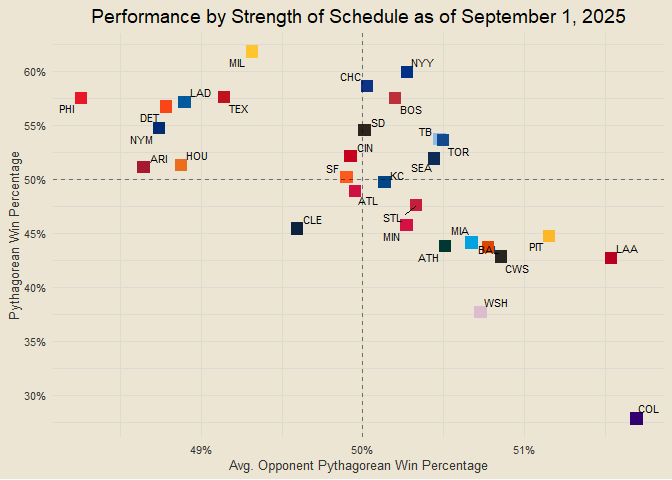 Performance by Strength of Schedule as of September 1, 2025
MIL
60%
NYY
CHC
PHI
LAD
TEX
BOS
DET
55%
NYM
SD
TB
TOR
ARI
HOU
CIN
SEA
SF
KC
50%
ATL
STL
CLE
MIN
45%
MIA
PIT
LAA
ATH
BAL
CWS
40%
WSH
35%
30%
COL
49%
50%
51%
Avg. Opponent Pythagorean Win Percentage
Pythagorean Win Percentage